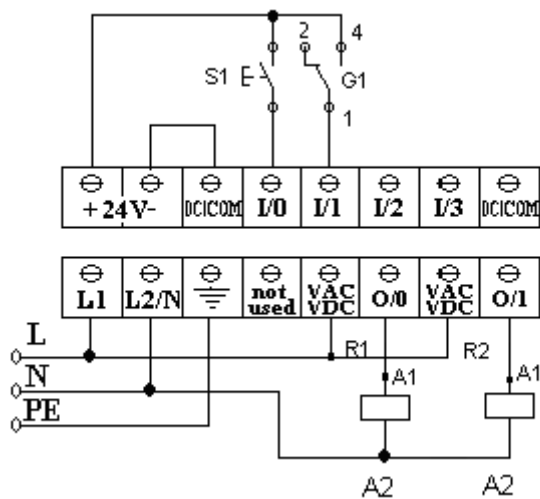 2 4
S1 E G1
1
+24V- DCICOM I/0 I/1 I/2 I/3 DCICOM
L1 L2/N not used VAC VDC O/0 VAC VDC O/1
L R1 R2
N A1 A1
PE
A2 A2